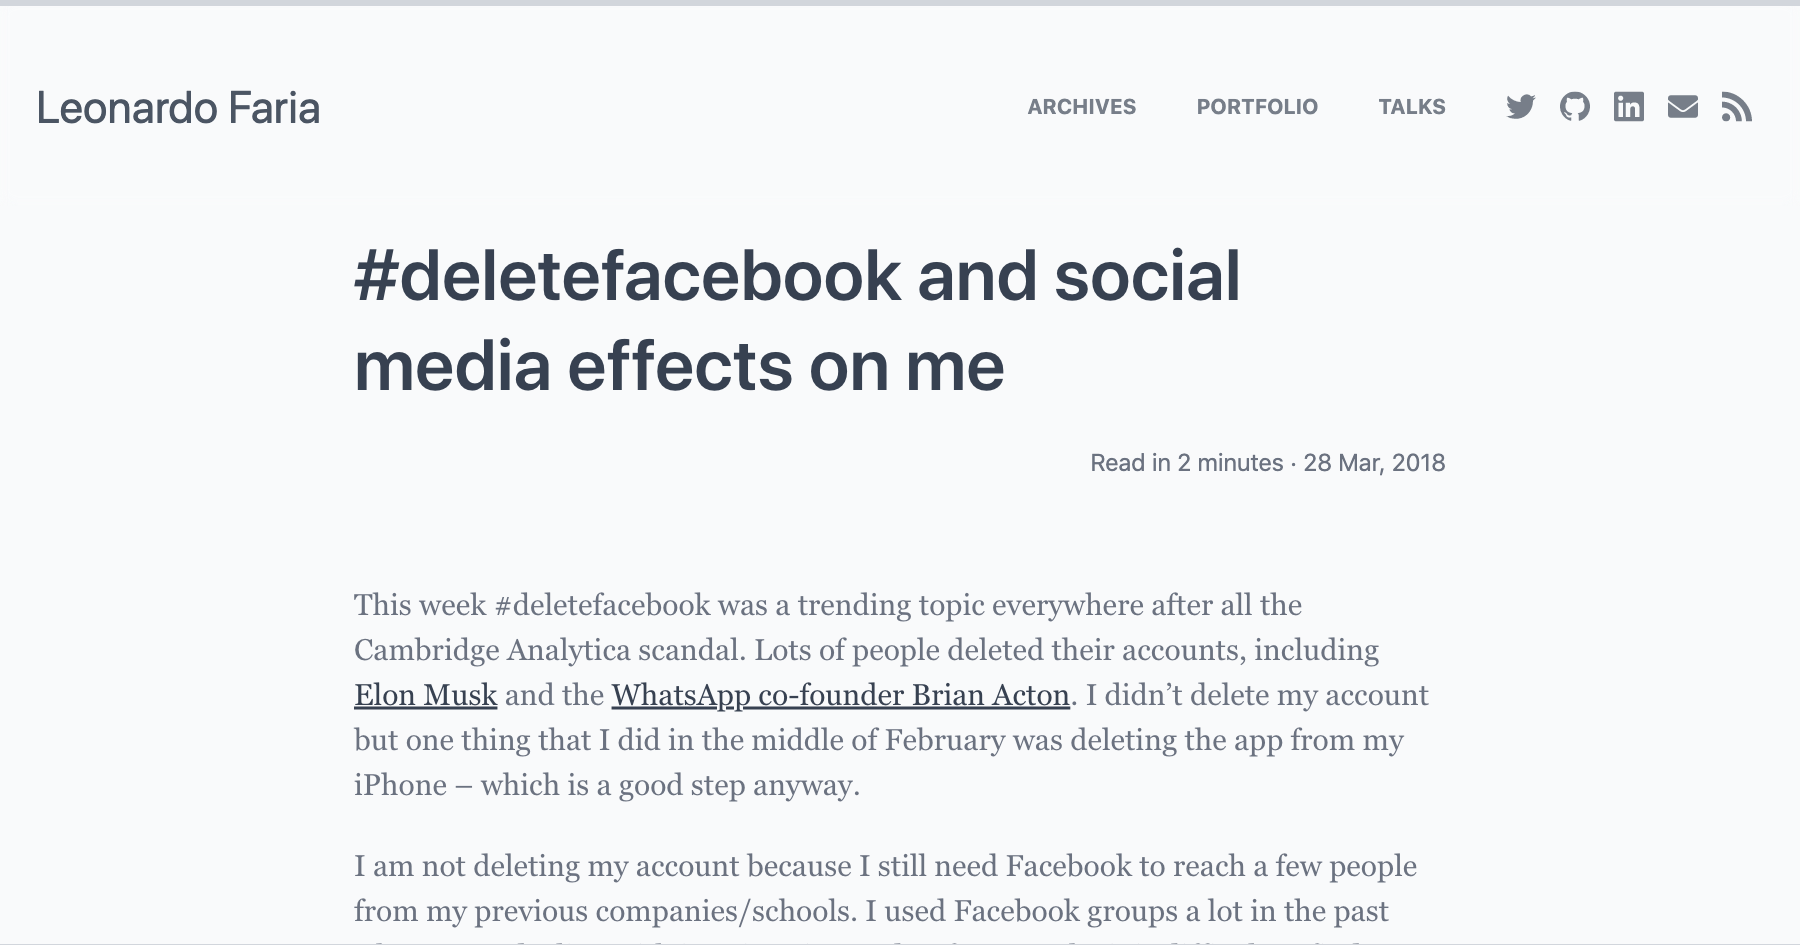 Leonardo Faria
ARCHIVES PORTFOLIO TALKS
#deletefacebook and social
media effects on me
Read in 2 minutes · 28 Mar, 2018
This week #deletefacebook was a trending topic everywhere after all the
Cambridge Analytica scandal. Lots of people deleted their accounts, including
Elon Musk and the WhatsApp co-founder Brian Acton. I didn’t delete my account
but one thing that I did in the middle of February was deleting the app from my
iPhone – which is a good step anyway.
I am not deleting my account because I still need Facebook to reach a few people
from my previous companies/schools. I used Facebook groups a lot in the past